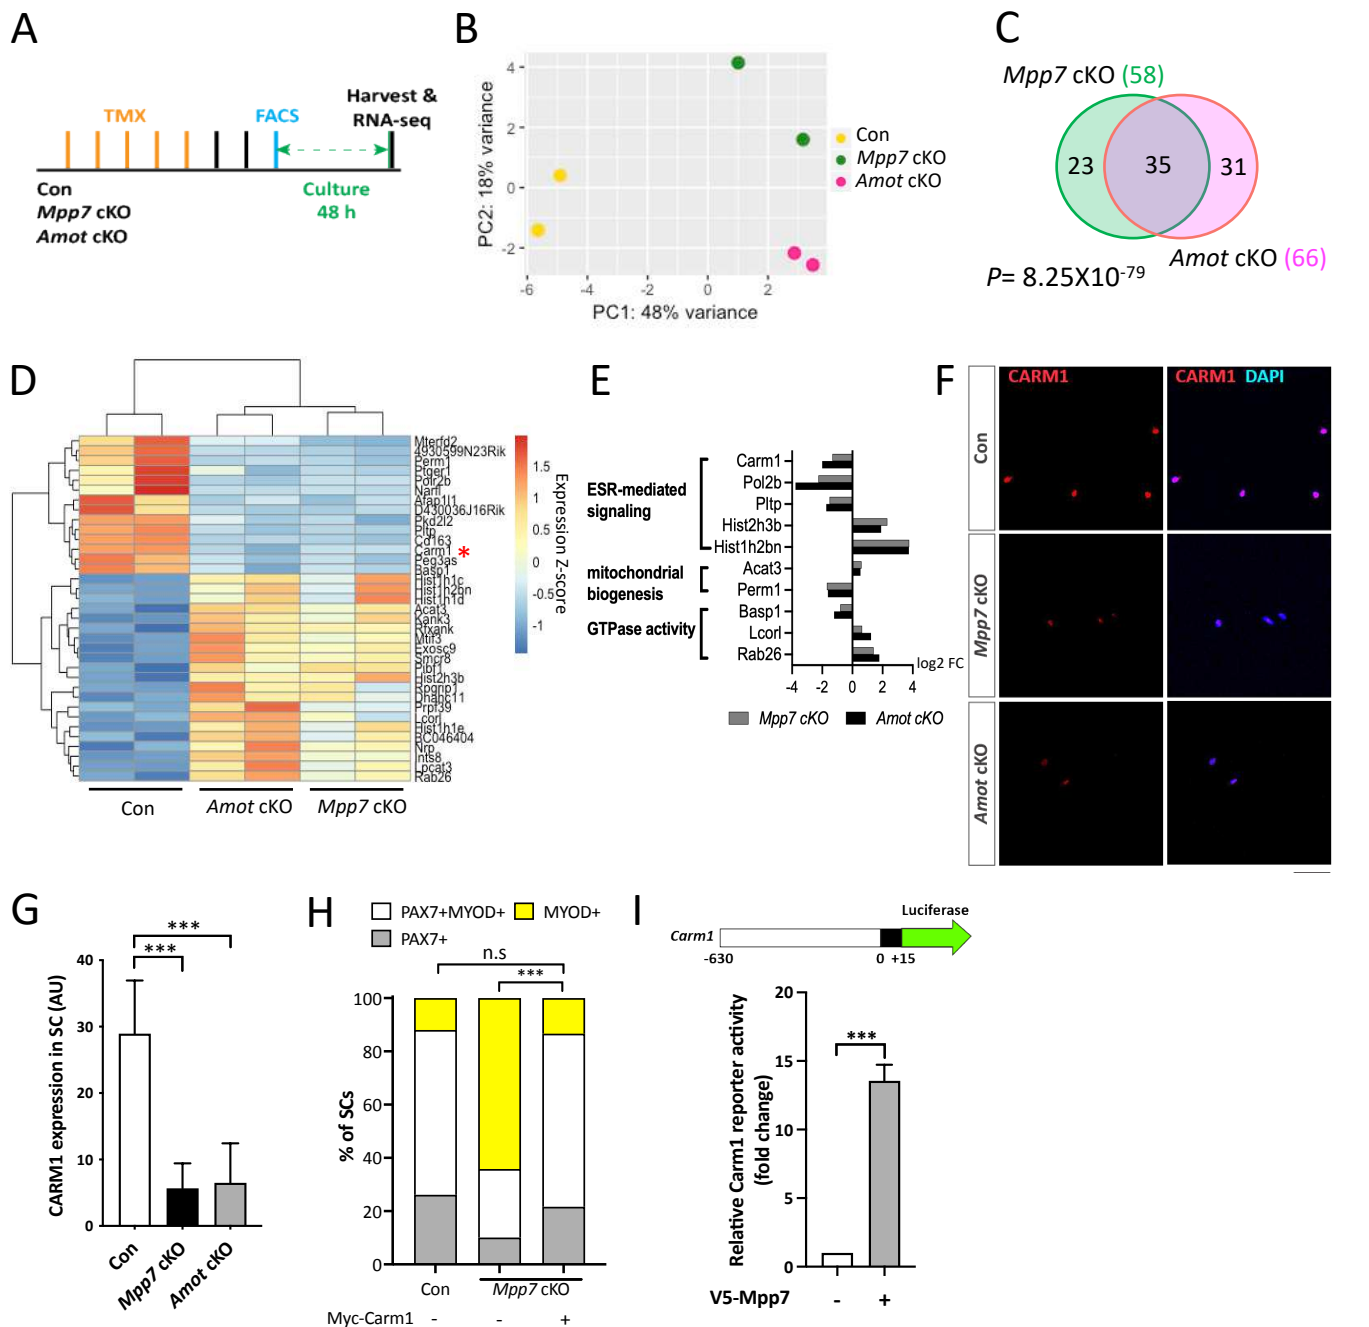 A
TMX
FACS
Harvest &
RNA-seq
Con
Mpp7 cKO
Amot cKO
Culture
48 h
B
4
2
0
-2
-6
-4
-2
0
2
PC2: 18% variance
PC1: 48% variance
Con
Mpp7 cKO
Amot cKO
C
Mpp7 cKO (58)
23
35
31
Amot cKO (66)
P= 8.25X10-79
D
Mterfd2
4930599N23Rik
Perm1
Ptger1
Polr2b
Narfl
Afap1l1
D430036J16Rik
Pkd2l2
Pltp
Cd163
Carm1 *
Peg3as
Basp1
Hist1h1c
Hist1h2bn
Hist1h1d
Acat3
Kank3
Rfxank
Mtif3
Exosc9
Smcr8
Pibf1
Hist2h3b
Rpgrip1
Dnajc11
Prpf39
Lcorl
Hist1h1e
BC046404
Nrp
Ints8
Lpcat3
Rab26
Con
Amot cKO
Mpp7 cKO
1.5
1
0.5
0
-0.5
-1
Expression Z-score
E
ESR-mediated
signaling
mitochondrial
biogenesis
GTPase activity
Carm1
Pol2b
Pltp
Hist2h3b
Hist1h2bn
Acat3
Perm1
Basp1
Lcorl
Rab26
log2 FC
-4
-2
0
2
4
Mpp7 cKO
Amot cKO
F
CARM1
CARM1 DAPI
Con
Mpp7 cKO
Amot cKO
G
CARM1 expression in SC (AU)
40
30
20
10
0
***
***
Con
Mpp7 cKO
Amot cKO
H
PAX7+MYOD+
MYOD+
PAX7+
n.s
***
% of SCs
100
80
60
40
20
0
Con
Mpp7 cKO
Myc-Carm1 - - +
I
Luciferase
Carm1
-630
0
+15
Relative Carm1 reporter activity
(fold change)
20
15
10
5
0
***
V5-Mpp7 - +